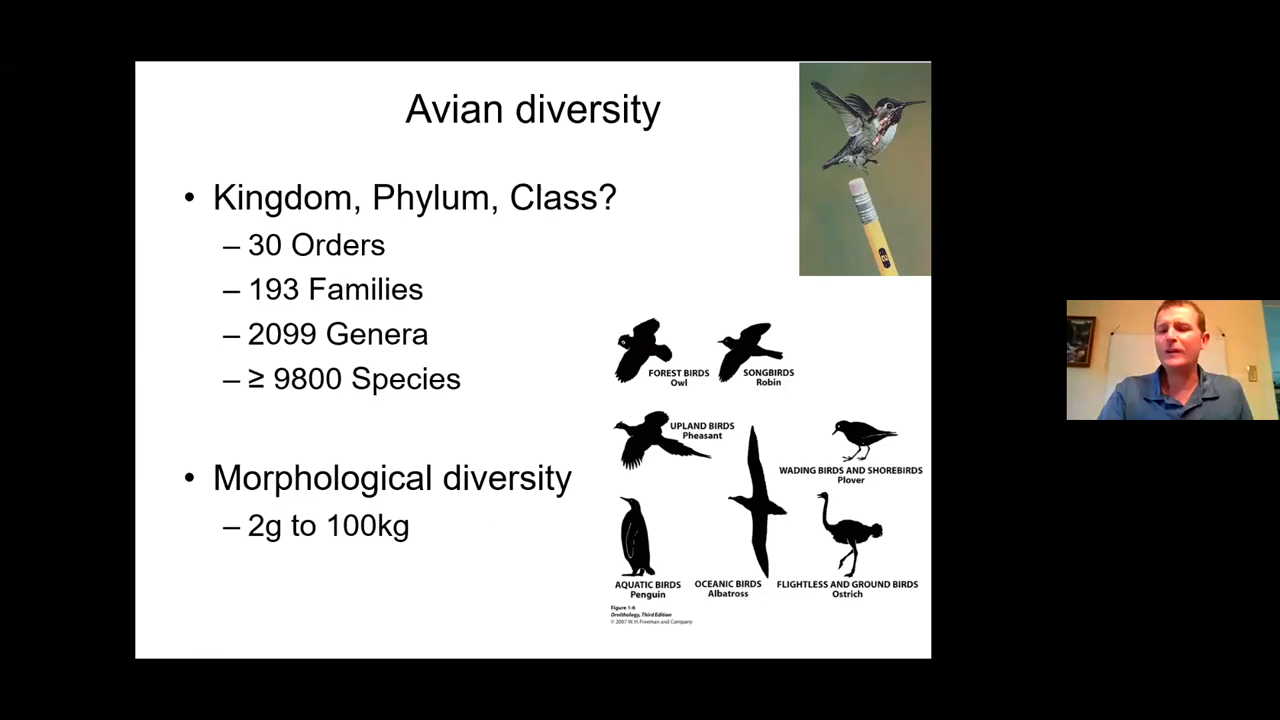 Avian diversity
• Kingdom, Phylum, Class?
– 30 Orders
– 193 Families
– 2099 Genera
– ≥ 9800 Species
• Morphological diversity
– 2g to 100kg
2
FOREST BIRDS
Owl
SONGBIRDS
Robin
UPLAND BIRDS
Pheasant
WADING BIRDS AND SHOREBIRDS
Plover
AQUATIC BIRDS
Penguin
OCEANIC BIRDS
Albatross
FLIGHTLESS AND GROUND BIRDS
Ostrich
Figure 1-6
Ornithology, Third Edition
© 2007 W.H. Freeman and Company